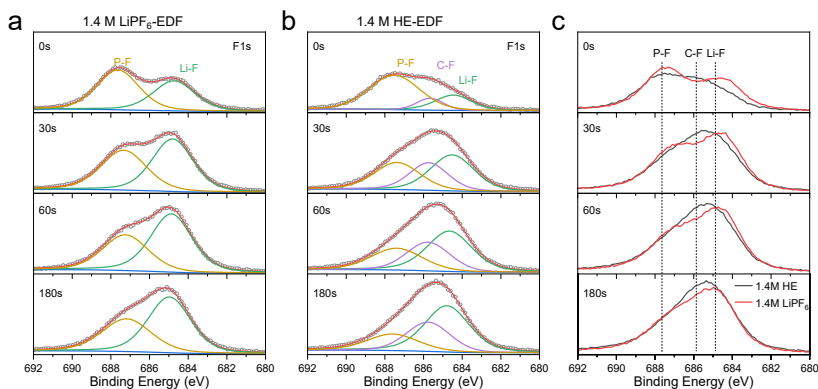 a 1.4 M LiPF6-EDF
0s P-F Li-F F1s
30s
60s
180s
692 690 688 686 684 682 680
Binding Energy (eV)
b 1.4 M HE-EDF
0s P-F C-F Li-F F1s
30s
60s
180s
692 690 688 686 684 682 680
Binding Energy (eV)
c
0s P-F C-F Li-F
30s
60s
180s
1.4M HE
1.4M LiPF6
692 690 688 686 684 682 680
Binding Energy (eV)